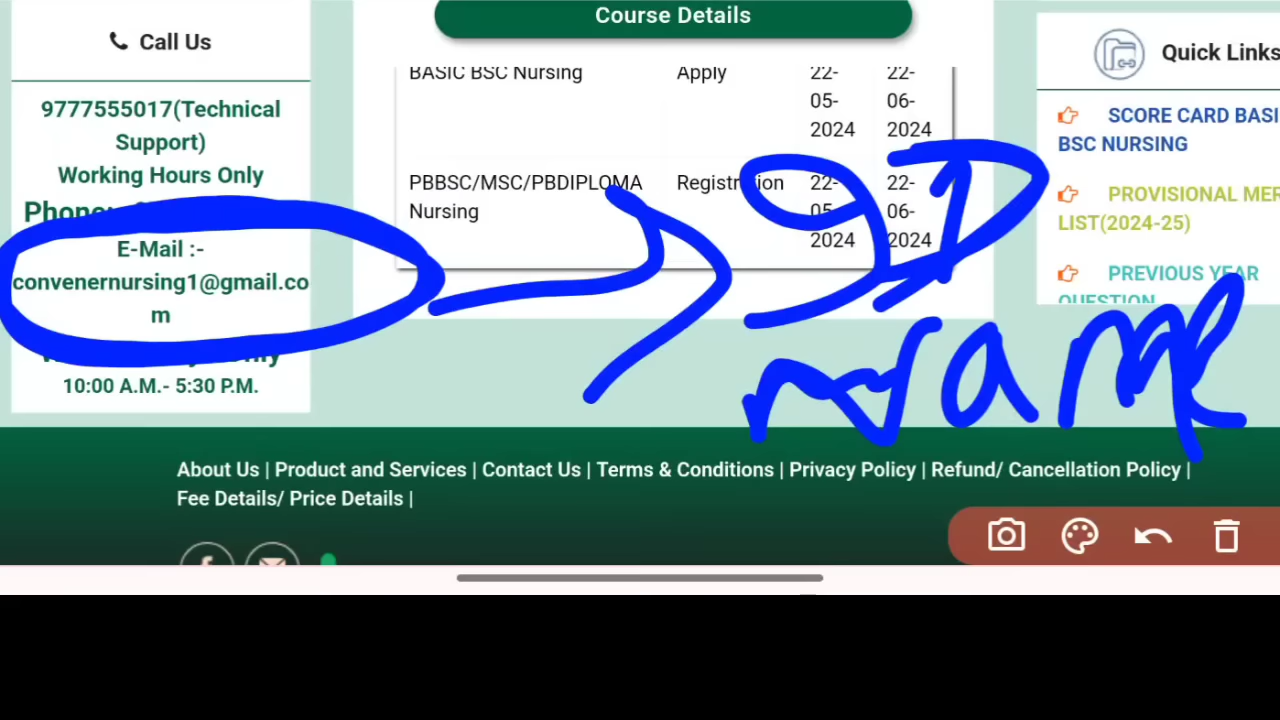 Call Us
9777555017(Technical
Support)
Working Hours Only
E-Mail :-
convenernursing1@gmail.co
m
10:00 A.M.- 5:30 P.M.
Course Details
BASIC BSC Nursing Apply 22-05-2024 22-06-2024
PBBSC/MSC/PBDIPLOMA Nursing Registration 22-05-2024 22-06-2024
ID
Name
Quick Links
SCORE CARD BASI
BSC NURSING
PROVISIONAL MER
LIST(2024-25)
PREVIOUS YEAR
QUESTION
About Us | Product and Services | Contact Us | Terms & Conditions | Privacy Policy | Refund/ Cancellation Policy |
Fee Details/ Price Details |